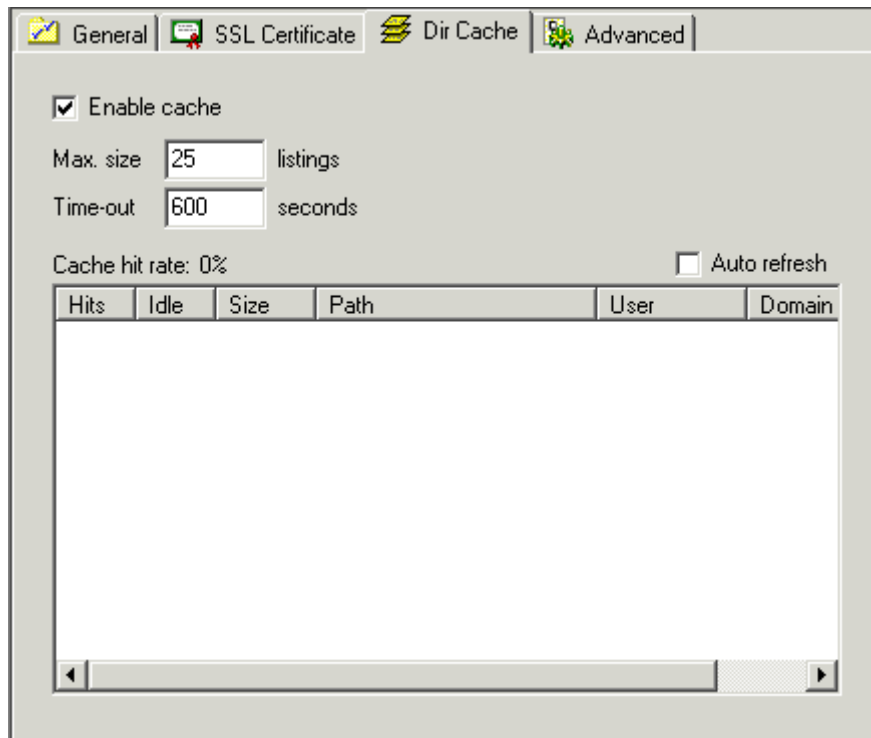 General SSL Certificate Dir Cache Advanced
Enable cache
Max. size 25 listings
Time-out 600 seconds
Cache hit rate: 0% Auto refresh
Hits Idle Size Path User Domain